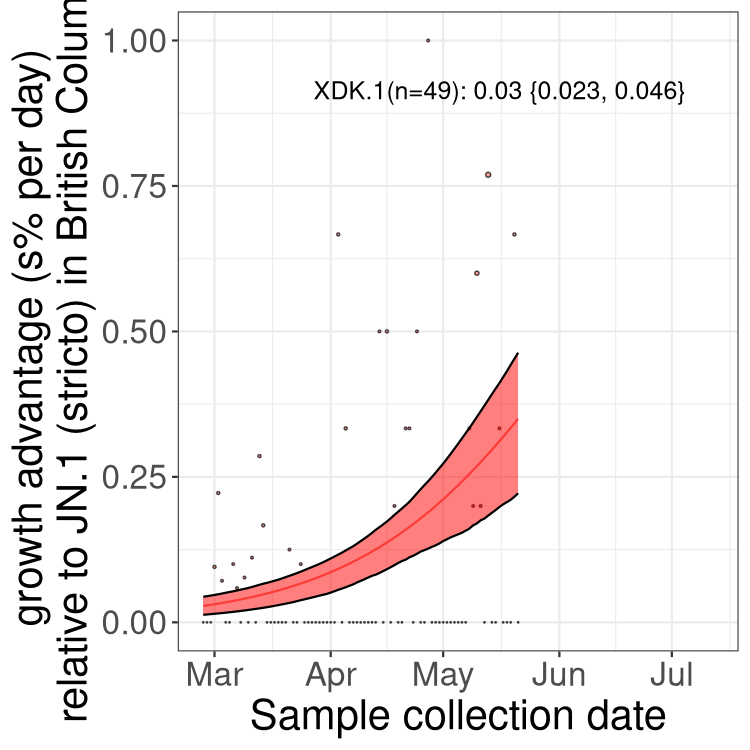 growth advantage (s% per day)
relative to JN.1 (stricto) in British Colum
1.00
0.75
0.50
0.25
0.00
XDK.1(n=49): 0.03 {0.023, 0.046}
Mar Apr May Jun Jul
Sample collection date